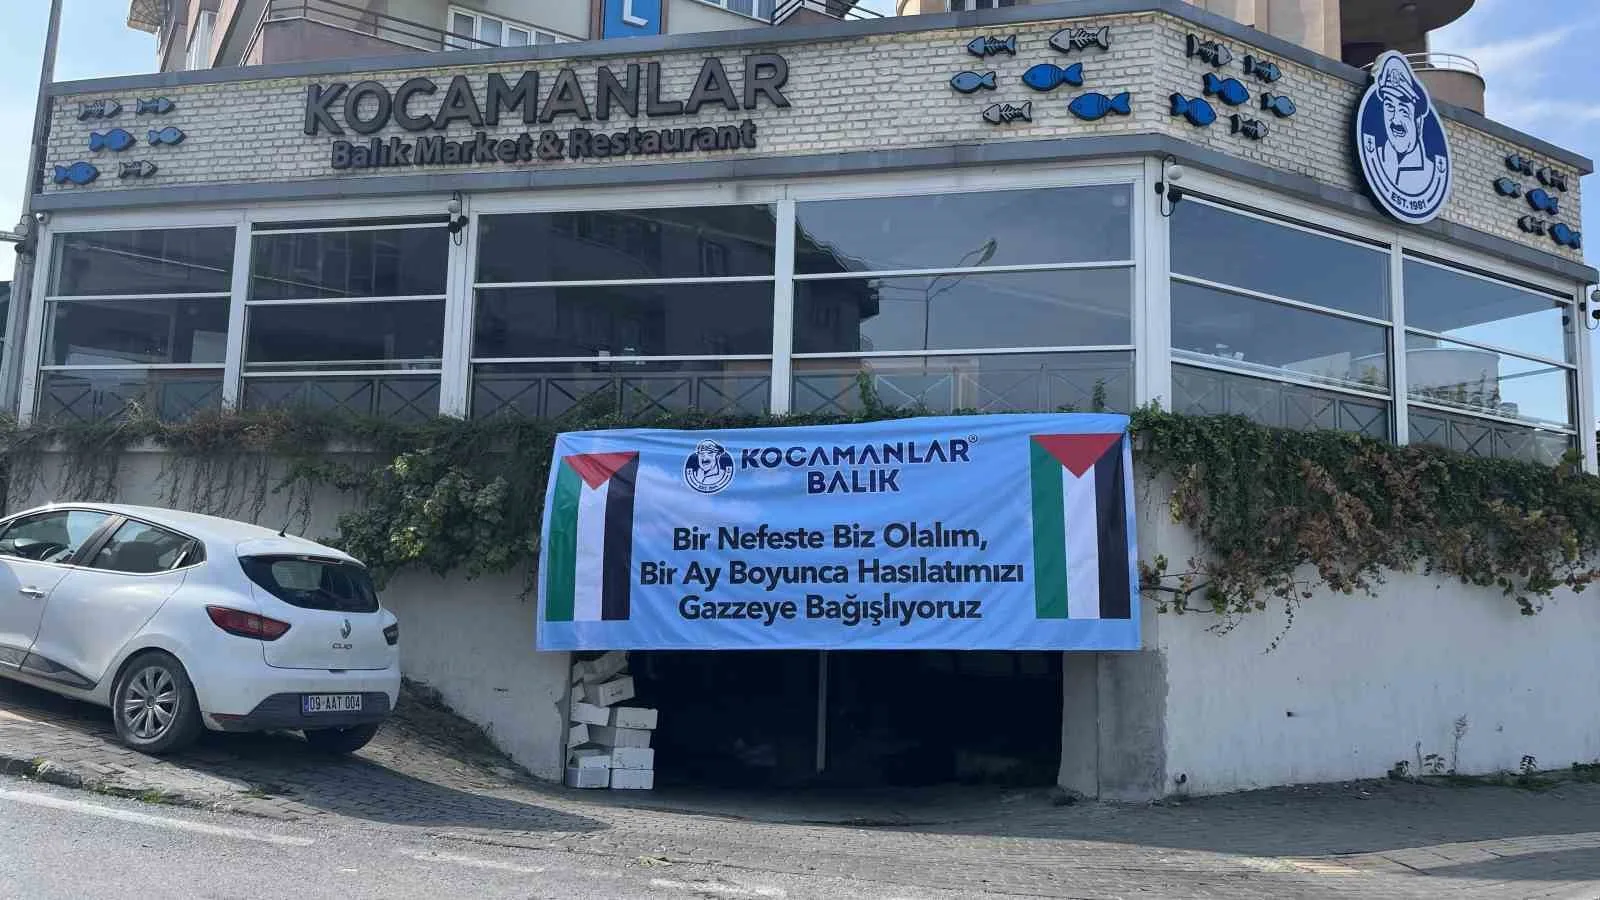 KOCAMANLAR
Balık Market & Restaurant
EST. 1981
KOCAMANLAR®
BALIK
Bir Nefeste Biz Olalım,
Bir Ay Boyunca Hasılatımızı
Gazzeye Bağışlıyoruz
CLIO
09-AAT 004